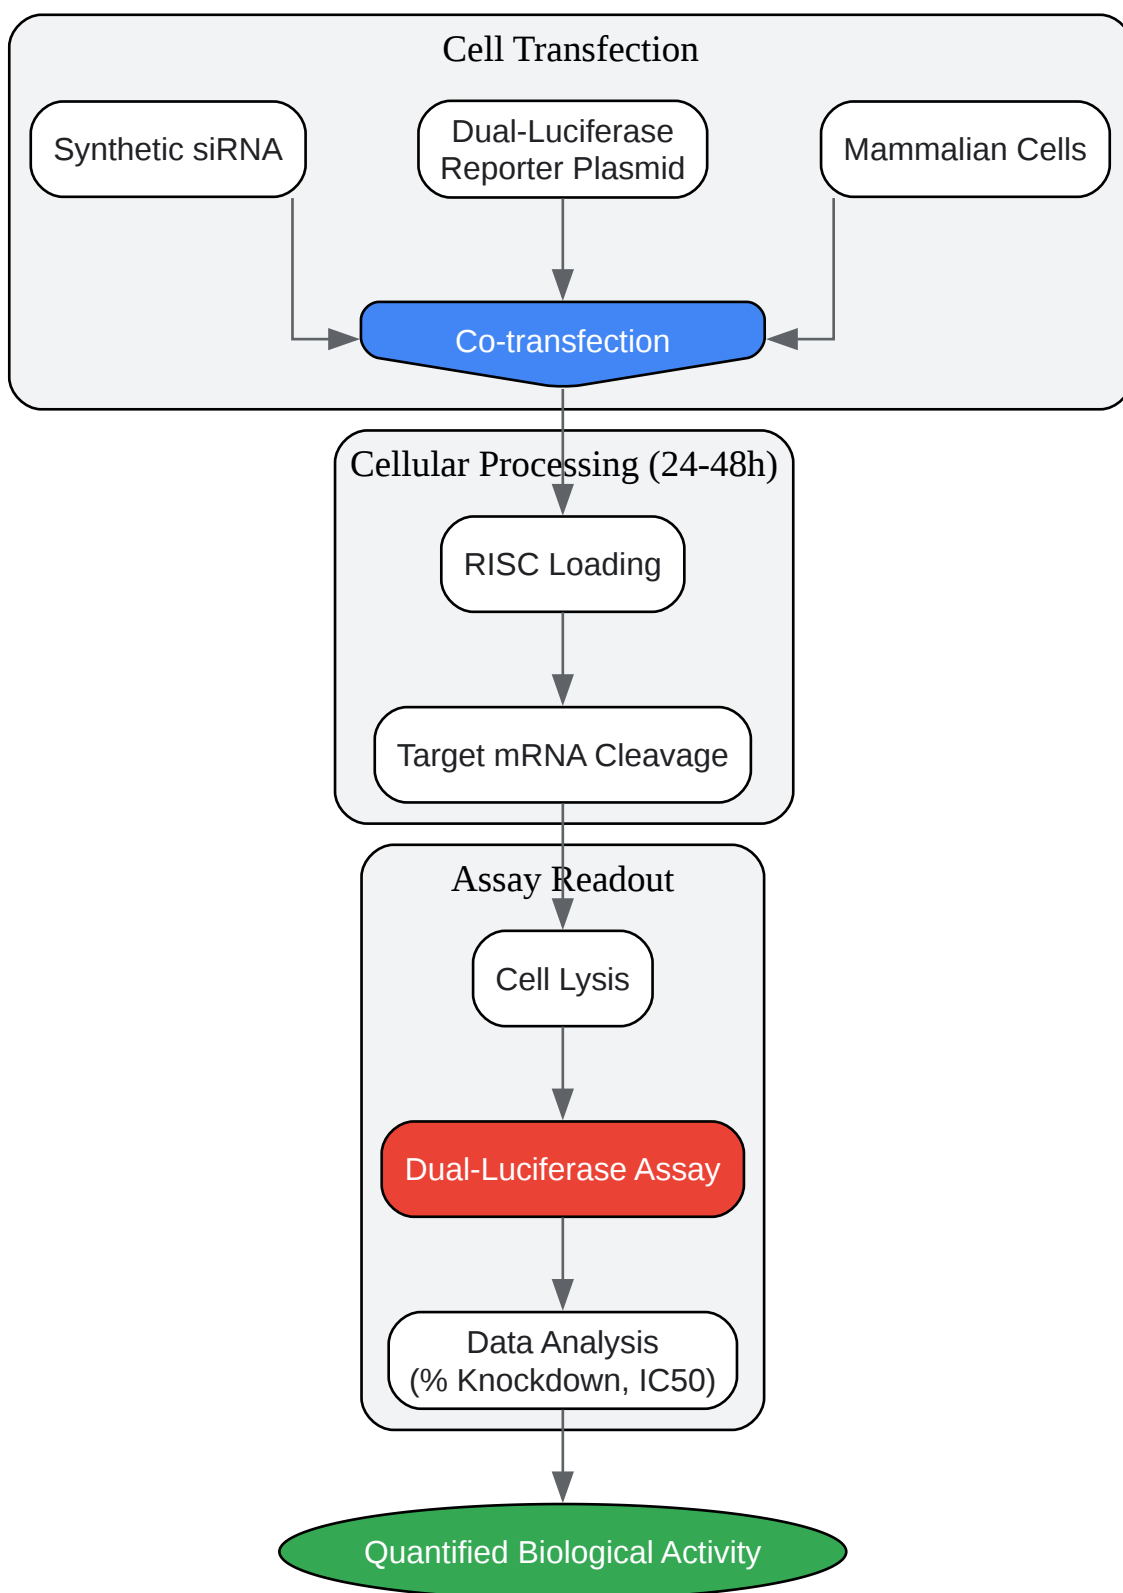 Cell Transfection
Synthetic siRNA
Dual-Luciferase
Reporter Plasmid
Mammalian Cells
Co-transfection
Cellular Processing (24-48h)
RISC Loading
Target mRNA Cleavage
Assay Readout
Cell Lysis
Dual-Luciferase Assay
Data Analysis
(% Knockdown, IC50)
Quantified Biological Activity